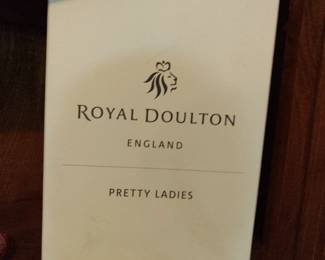 ROYAL DOULTON
ENGLAND
PRETTY LADIES